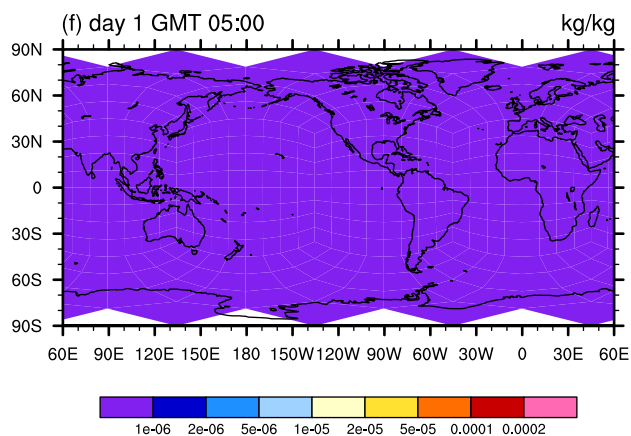 (f) day 1 GMT 05:00 kg/kg
90N
60N
30N
0
30S
60S
90S
60E 90E 120E 150E 180 150W 120W 90W 60W 30W 0 30E 60E
1e-06 2e-06 5e-06 1e-05 2e-05 5e-05 0.0001 0.0002